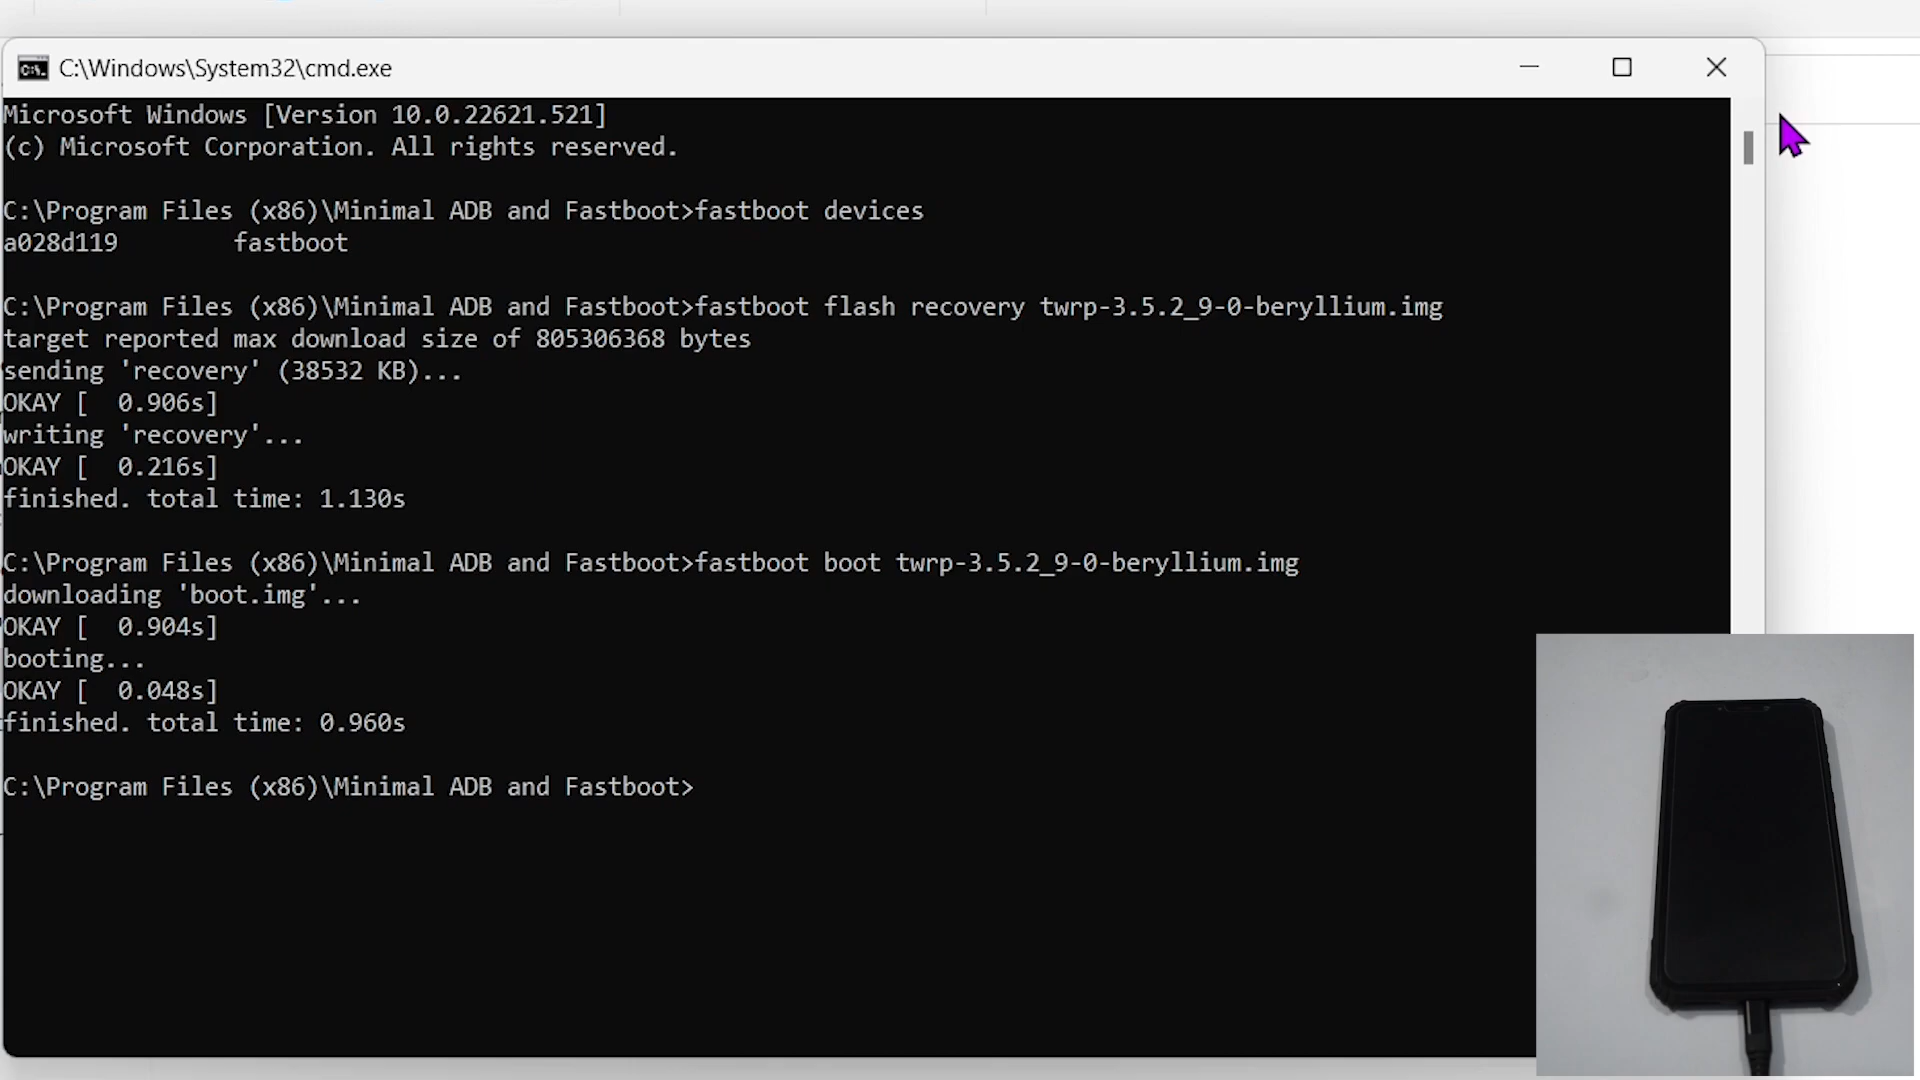 C:\Windows\System32\cmd.exe
Microsoft Windows [Version 10.0.22621.521]
(c) Microsoft Corporation. All rights reserved.
C:\Program Files (x86)\Minimal ADB and Fastboot>fastboot devices
a028d119        fastboot
C:\Program Files (x86)\Minimal ADB and Fastboot>fastboot flash recovery twrp-3.5.2_9-0-beryllium.img
target reported max download size of 805306368 bytes
sending 'recovery' (38532 KB)...
OKAY [  0.906s]
writing 'recovery'...
OKAY [  0.216s]
finished. total time: 1.130s
C:\Program Files (x86)\Minimal ADB and Fastboot>fastboot boot twrp-3.5.2_9-0-beryllium.img
downloading 'boot.img'...
OKAY [  0.904s]
booting...
OKAY [  0.048s]
finished. total time: 0.960s
C:\Program Files (x86)\Minimal ADB and Fastboot>